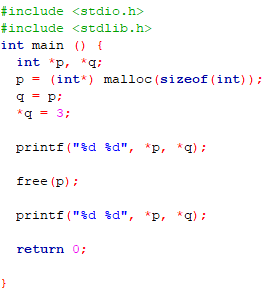 #include <stdio.h>
#include <stdlib.h>
int main () {
  int *p, *q;
  p = (int*) malloc(sizeof(int));
  q = p;
  *q = 3;

  printf("%d %d", *p, *q);

  free(p);

  printf("%d %d", *p, *q);

  return 0;

}